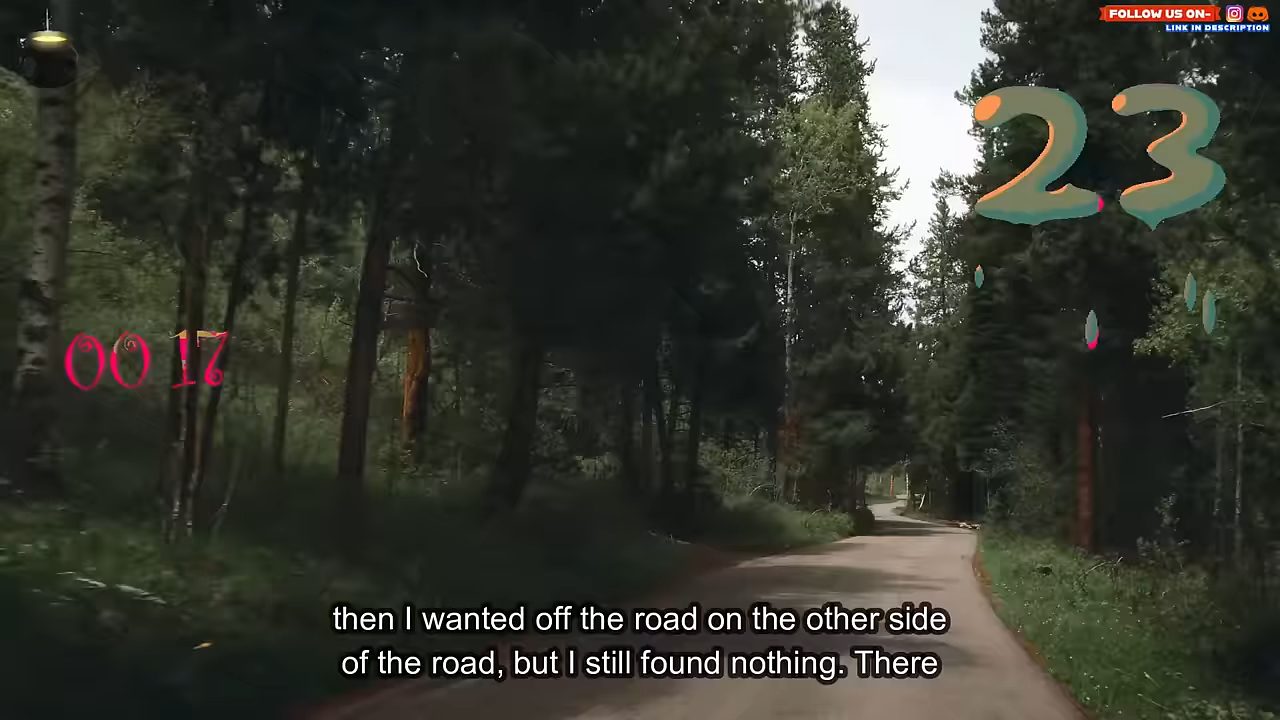 FOLLOW US ON-
LINK IN DESCRIPTION
23
00 17
then I wanted off the road on the other side
of the road, but I still found nothing. There